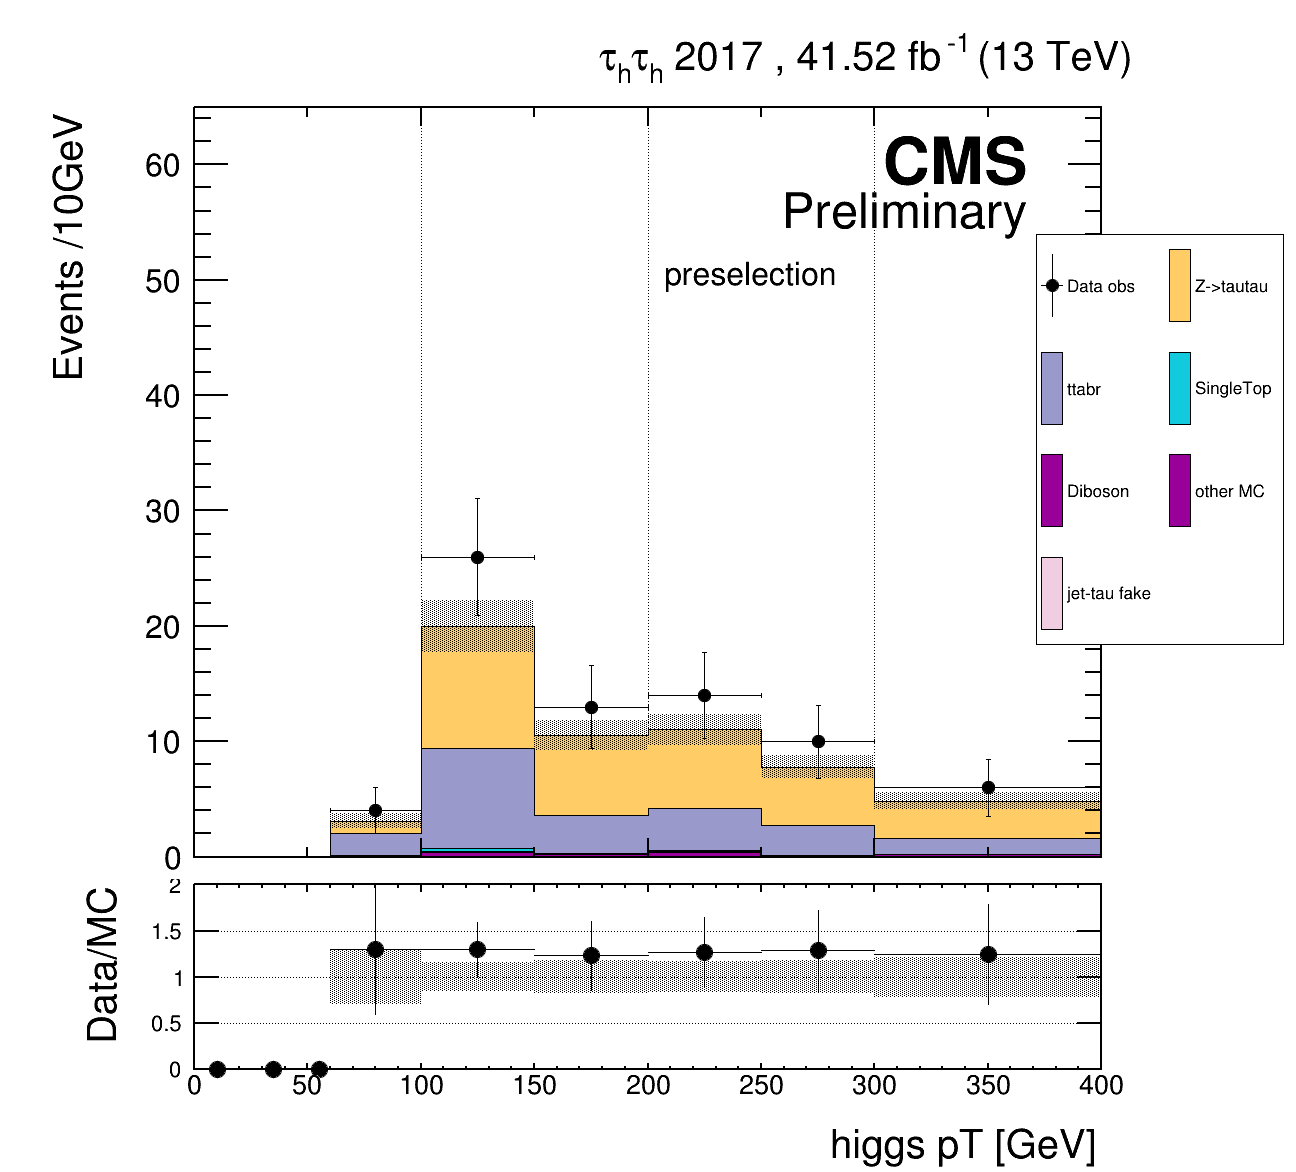 τhτh 2017 , 41.52 fb-1 (13 TeV)
Events /10GeV
60
50
40
30
20
10
0
CMS
Preliminary
preselection
Data obs
Z->tautau
ttabr
SingleTop
Diboson
other MC
jet-tau fake
Data/MC
2
1.5
1
0.5
0
0 50 100 150 200 250 300 350 400
higgs pT [GeV]